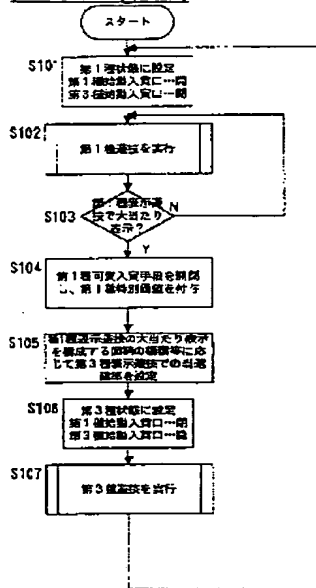 スタート
S10
第1種状態に設定
第1種始動入賞口…開
第3種始動入賞口…閉
S102
第1種遊技を実行
第1種表示遊
技で大当たり
表示?
N
S103
Y
S104
第1種可変入賞手段を開閉
し、第1種特別価値を付与
S105
第1種表示遊技の大当たり表示
を構成する図柄の種類等に応
じて第3種表示遊技での当選
確率を設定
S106
第3種状態に設定
第1種始動入賞口…閉
第3種始動入賞口…開
S107
第3種遊技を実行